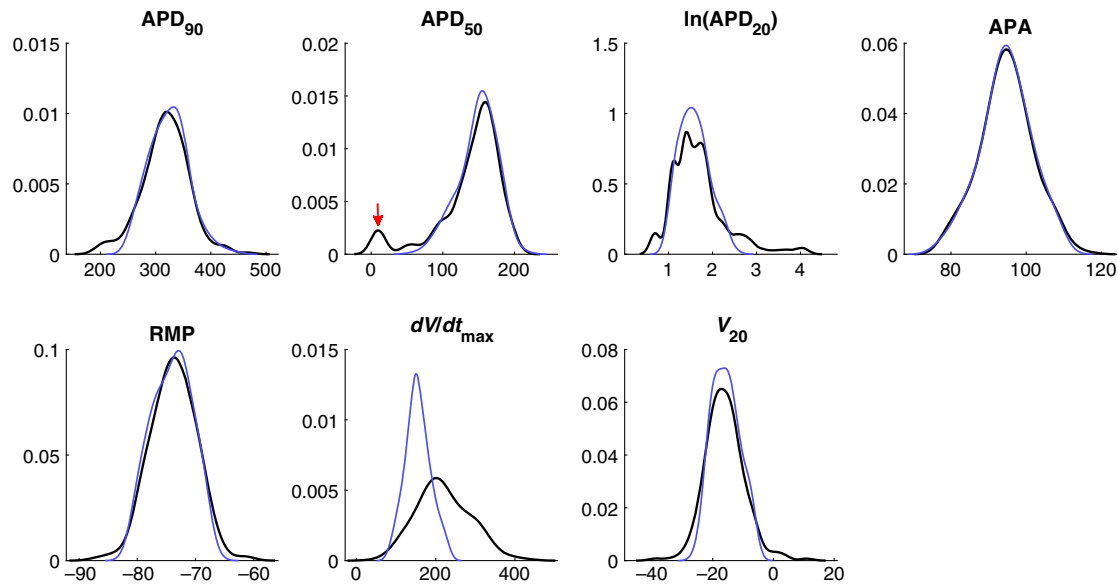 APD90 APD50 ln(APD20) APA
0.015 0.02 1.5 0.06
0.01 0.015 1 0.04
0.01
0.005 0.005 0.5 0.02
0 0 0 0
200 300 400 500 0 100 200 1 2 3 4 80 100 120
RMP dV/dtmax V20
0.1 0.015 0.08
0.01 0.06
0.05 0.04
0.005 0.02
0 0 0
−90 −80 −70 −60 0 200 400 −40 −20 0 20